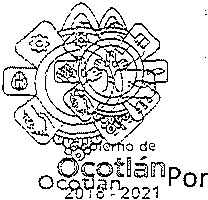 Gobierno de
Ocotlán Por
Ocotlán
2018 - 2021